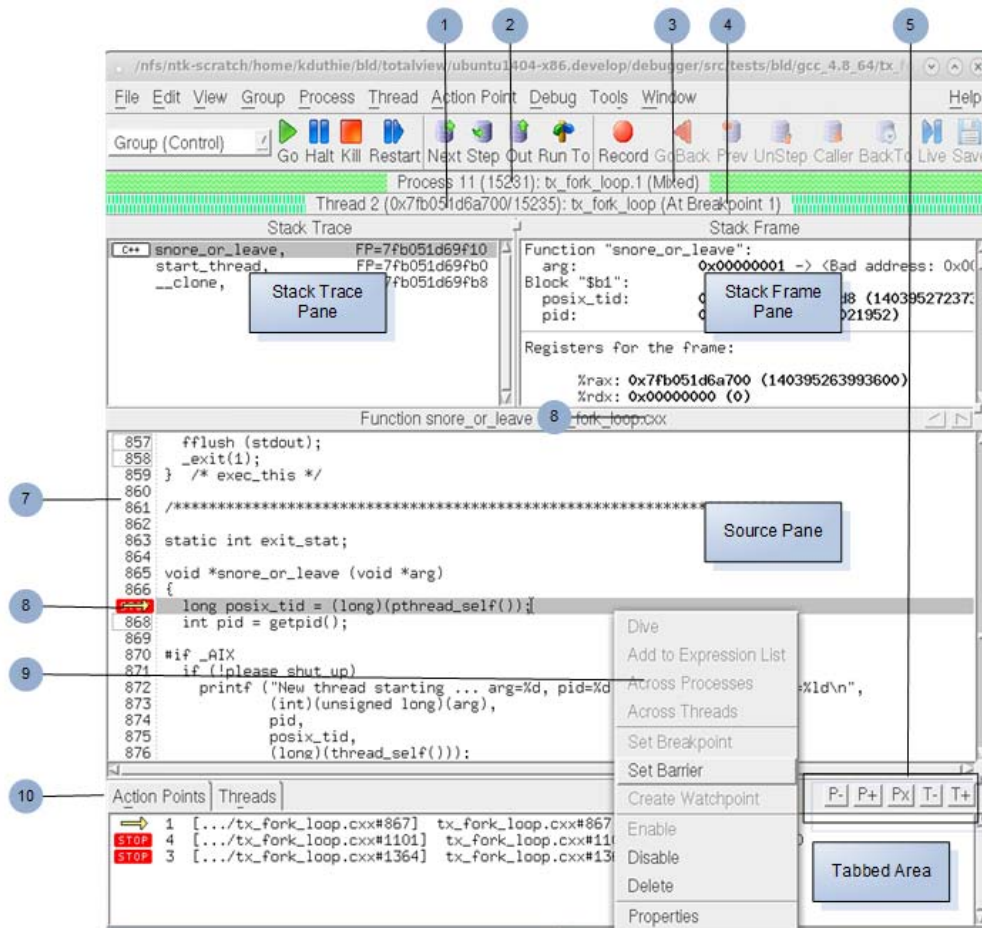 1 2 3 4 5
/nfs/ntk-scratch/home/kduthie/bld/totalview/ubuntu1404-x86.develop/debugger/src/tests/bld/gcc_4.8_64/tx_
File Edit View Group Process Thread Action Point Debug Tools Window Help
Group (Control) Go Halt Kill Restart Next Step Out Run To Record GoBack Prev UnStep Caller BackTo Live Save
Process 11 (15231): tx_fork_loop.1 (Mixed)
Thread 2 (0x7fb051d6a700/15235): tx_fork_loop (At Breakpoint 1)
Stack Trace Stack Frame
C++ snore_or_leave, FP=7fb051d69f10
start_thread, FP=7fb051d69fb0
__clone, 7fb051d69fb8
Stack Trace Pane
Function "snore_or_leave":
arg: 0x00000001 -> <Bad address: 0x00
Block "$b1":
posix_tid: d8 (140395272373
pid: 021952)
Stack Frame Pane
Registers for the frame:
%rax: 0x7fb051d6a700 (140395263993600)
%rdx: 0x00000000 (0)
Function snore_or_leave 8 _fork_loop.cxx
857 fflush (stdout);
858 _exit(1);
859 } /* exec_this */
860
7
861 /*****************************************************************
862
Source Pane
863 static int exit_stat;
864
865 void *snore_or_leave (void *arg)
866 {
8 long posix_tid = (long)(pthread_self());
868 int pid = getpid();
869
870 #if _AIX
871 if (!please_shut_up)
9
872 printf ("New thread starting ... arg=%d, pid=%d =%ld\n",
873 (int)(unsigned long)(arg),
874 pid,
875 posix_tid,
876 (long)(thread_self()));
Dive
Add to Expression List
Across Processes
Across Threads
Set Breakpoint
Set Barrier
Create Watchpoint
Enable
Disable
Delete
Properties
10 Action Points Threads P- P+ Px T- T+
1 [.../tx_fork_loop.cxx#867] tx_fork_loop.cxx#867
STOP 4 [.../tx_fork_loop.cxx#1101] tx_fork_loop.cxx#110
STOP 3 [.../tx_fork_loop.cxx#1364] tx_fork_loop.cxx#136
Tabbed Area